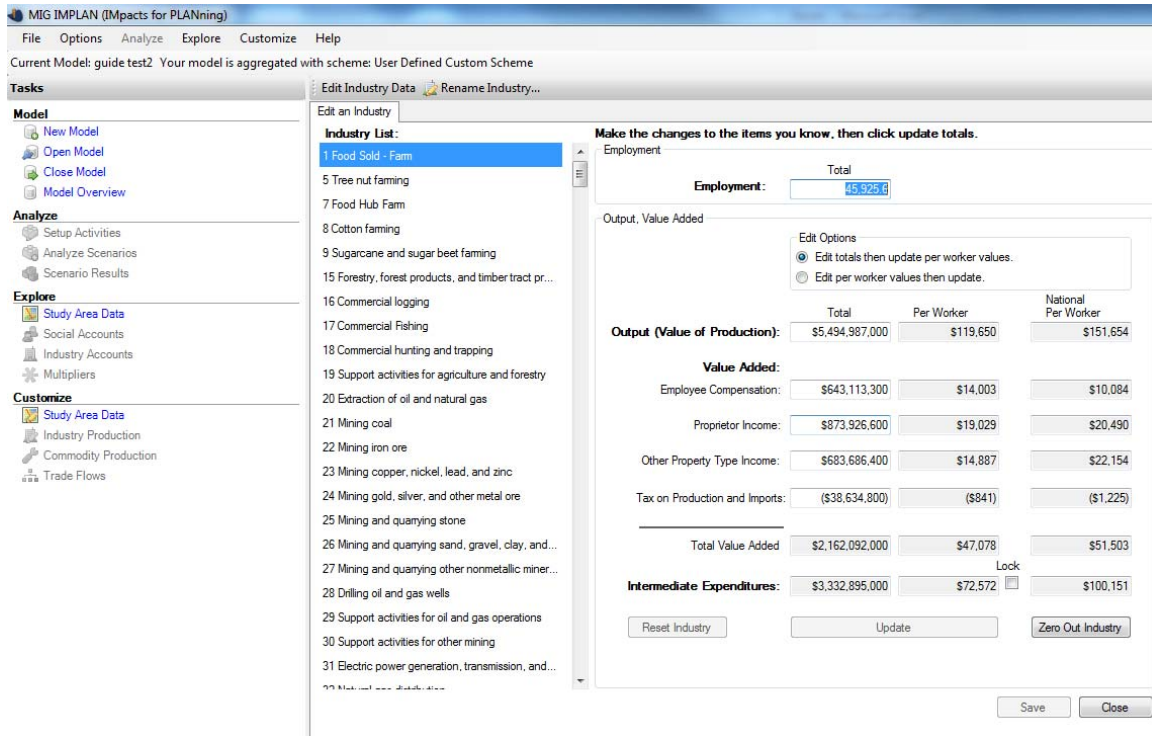 MIG IMPLAN (IMpacts for PLANning)
File Options Analyze Explore Customize Help
Current Model: guide test2 Your model is aggregated with scheme: User Defined Custom Scheme
Tasks
Model
New Model
Open Model
Close Model
Model Overview
Analyze
Setup Activities
Analyze Scenarios
Scenario Results
Explore
Study Area Data
Social Accounts
Industry Accounts
Multipliers
Customize
Study Area Data
Industry Production
Commodity Production
Trade Flows
Edit Industry Data Rename Industry...
Edit an Industry
Industry List:
1 Food Sold - Farm
5 Tree nut farming
7 Food Hub Farm
8 Cotton farming
9 Sugarcane and sugar beet farming
15 Forestry, forest products, and timber tract pr...
16 Commercial logging
17 Commercial Fishing
18 Commercial hunting and trapping
19 Support activities for agriculture and forestry
20 Extraction of oil and natural gas
21 Mining coal
22 Mining iron ore
23 Mining copper, nickel, lead, and zinc
24 Mining gold, silver, and other metal ore
25 Mining and quarrying stone
26 Mining and quarrying sand, gravel, clay, and...
27 Mining and quarrying other nonmetallic miner...
28 Drilling oil and gas wells
29 Support activities for oil and gas operations
30 Support activities for other mining
31 Electric power generation, transmission, and...
Make the changes to the items you know, then click update totals.
Employment
Total
Employment: 45,925.6
Output, Value Added
Edit Options
Edit totals then update per worker values.
Edit per worker values then update.
National
Total Per Worker Per Worker
Output (Value of Production): $5,494,987,000 $119,650 $151,654
Value Added:
Employee Compensation: $643,113,300 $14,003 $10,084
Proprietor Income: $873,926,600 $19,029 $20,490
Other Property Type Income: $683,686,400 $14,887 $22,154
Tax on Production and Imports: ($38,634,800) ($841) ($1,225)
Total Value Added $2,162,092,000 $47,078 $51,503
Lock
Intermediate Expenditures: $3,332,895,000 $72,572 $100,151
Reset Industry Update Zero Out Industry
Save Close